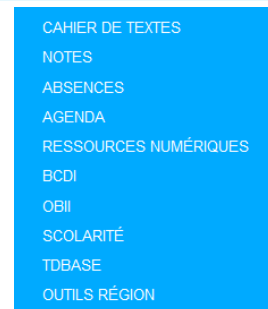 CAHIER DE TEXTES
NOTES
ABSENCES
AGENDA
RESSOURCES NUMÉRIQUES
BCDI
OBII
SCOLARITÉ
TDBASE
OUTILS RÉGION